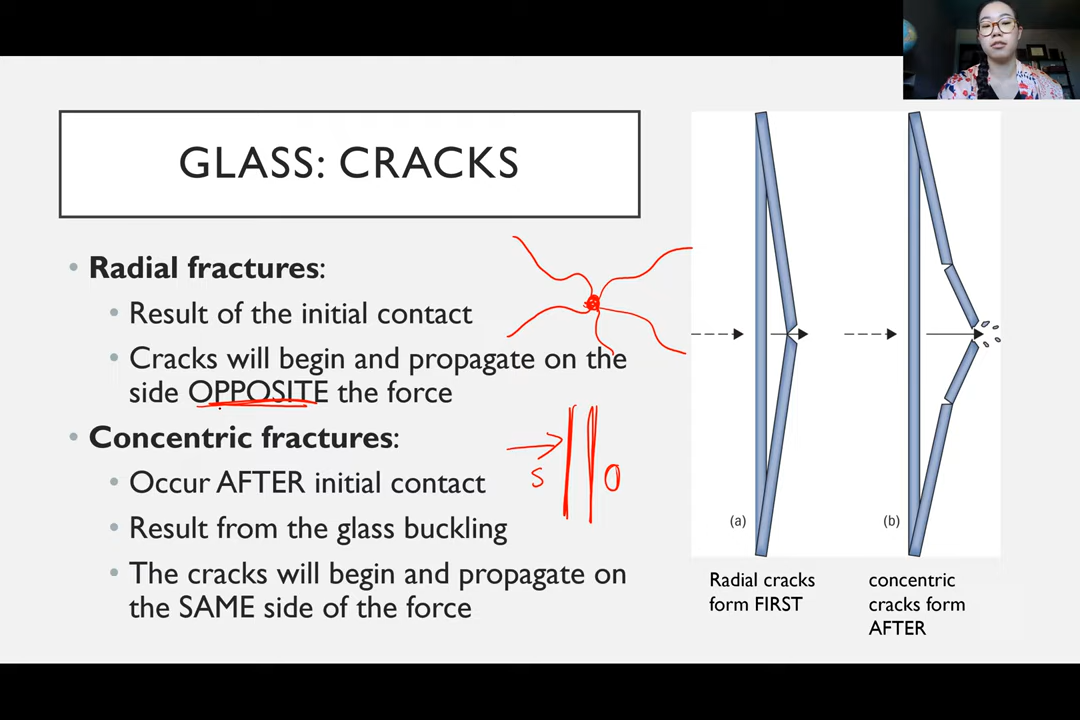 GLASS: CRACKS
• Radial fractures:
• Result of the initial contact
• Cracks will begin and propagate on the
side OPPOSITE the force
• Concentric fractures:
• Occur AFTER initial contact
• Result from the glass buckling
• The cracks will begin and propagate on
the SAME side of the force
S
O
(a)
(b)
Radial cracks
form FIRST
concentric
cracks form
AFTER